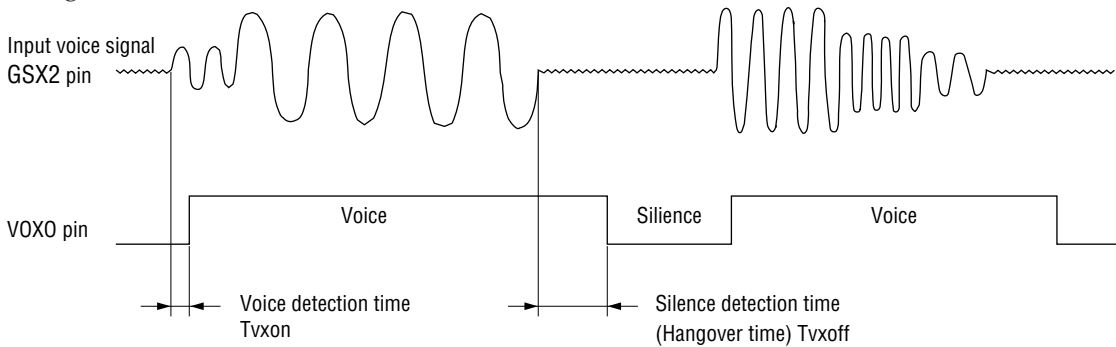 Input voice signal
GSX2 pin
VOXO pin
Voice
Silience
Voice
Voice detection time
Tvxon
Silence detection time
(Hangover time) Tvxoff